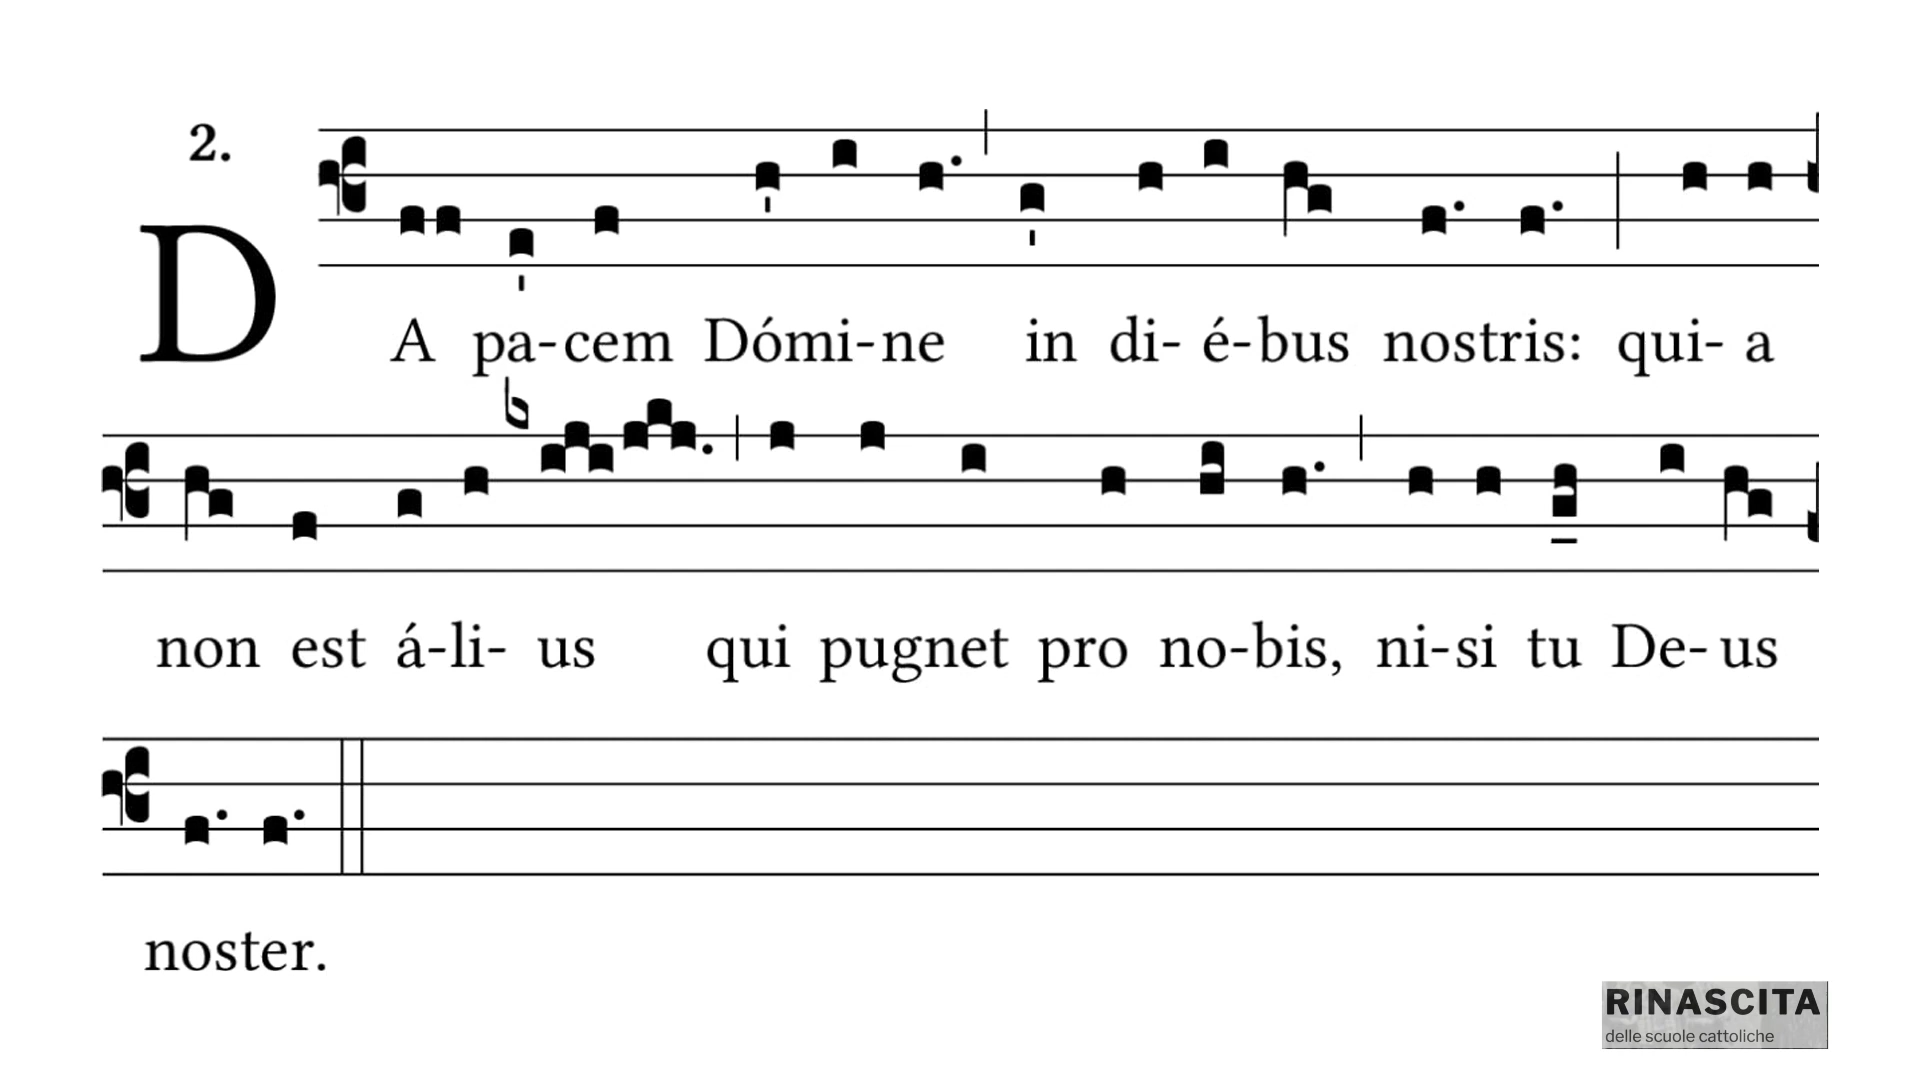 2.
DA pa-cem Dómi-ne in di-é-bus nostris: qui-a
non est á-li-us qui pugnet pro no-bis, ni-si tu De-us
noster.
RINASCITA
delle scuole cattoliche